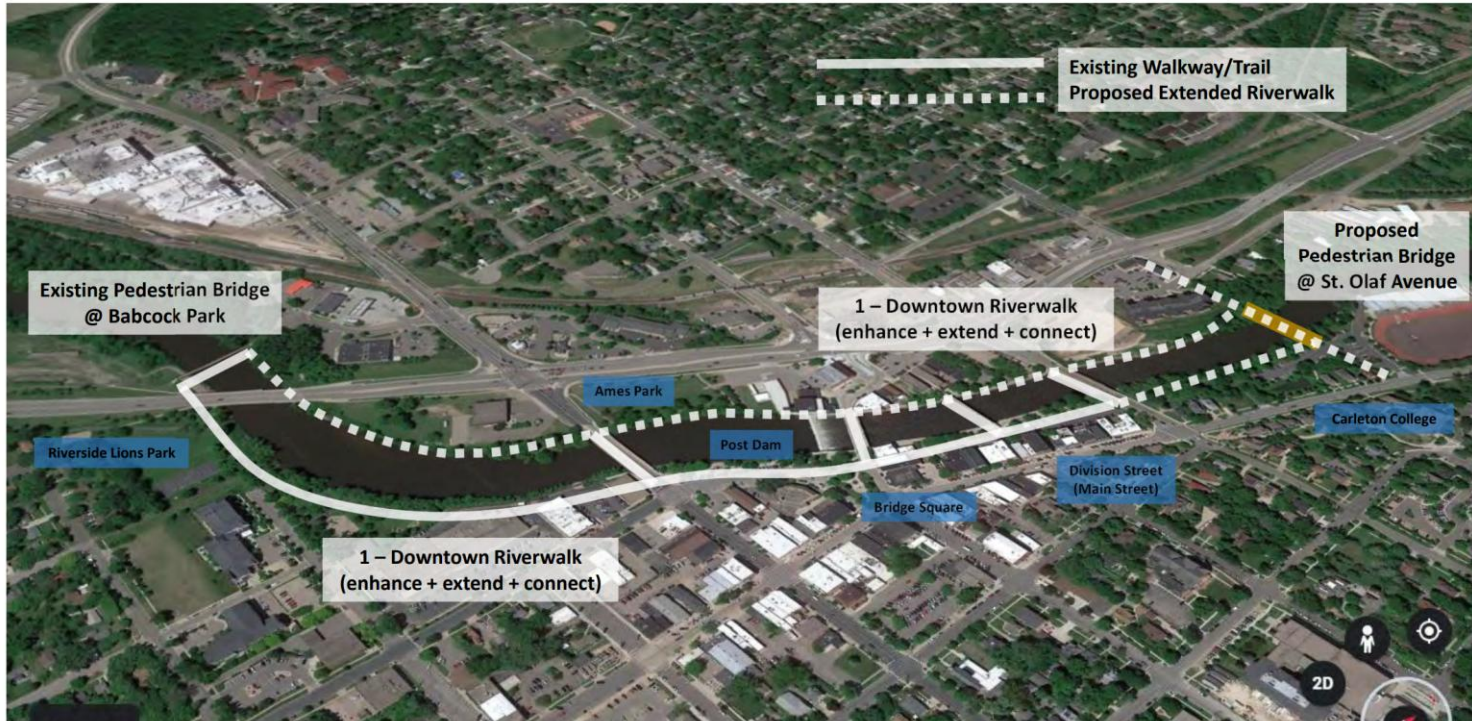 Existing Walkway/Trail
Proposed Extended Riverwalk
Proposed
Pedestrian Bridge
@ St. Olaf Avenue
Existing Pedestrian Bridge
@ Babcock Park
1 – Downtown Riverwalk
(enhance + extend + connect)
Ames Park
Riverside Lions Park
Post Dam
Carleton College
Division Street
(Main Street)
Bridge Square
1 – Downtown Riverwalk
(enhance + extend + connect)
2D